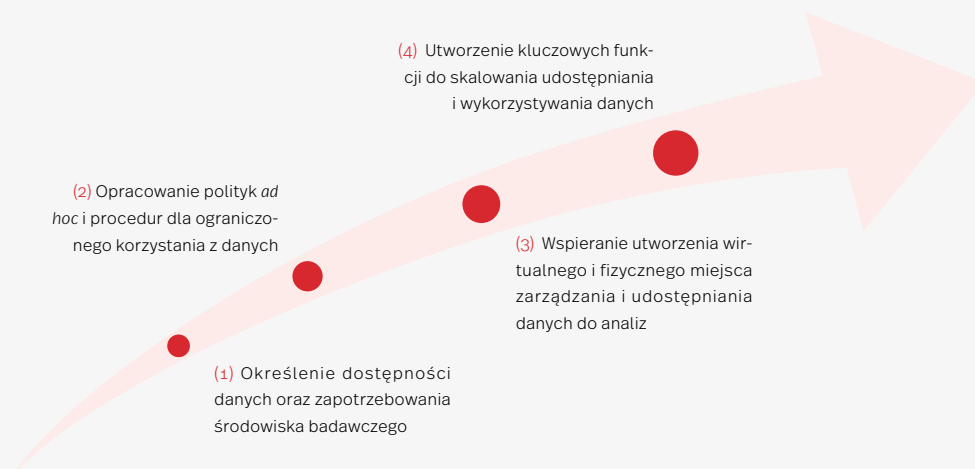 (4) Utworzenie kluczowych funk-
cji do skalowania udostępniania
i wykorzystywania danych
(2) Opracowanie polityk ad
hoc i procedur dla ograniczo-
nego korzystania z danych
(3) Wspieranie utworzenia wir-
tualnego i fizycznego miejsca
zarządzania i udostępniania
danych do analiz
(1) Określenie dostępności
danych oraz zapotrzebowania
środowiska badawczego